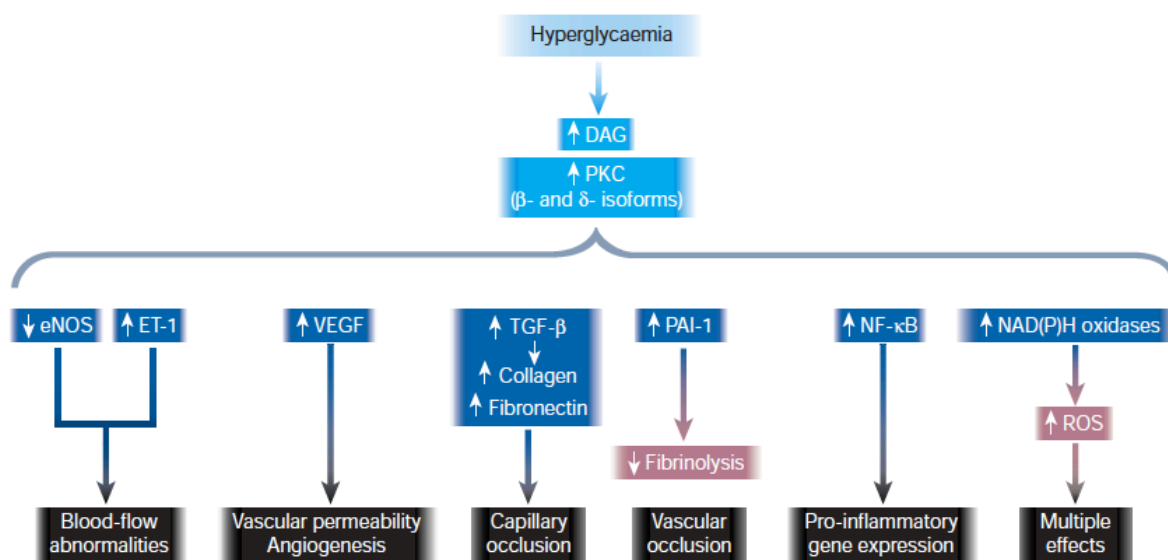 Hyperglycaemia
↑ DAG
↑ PKC
(β- and δ- isoforms)
↓ eNOS
↑ ET-1
↑ VEGF
↑ TGF-β
↑ Collagen
↑ Fibronectin
↑ PAI-1
↑ NF-κB
↑ NAD(P)H oxidases
↑ ROS
↓ Fibrinolysis
Blood-flow
abnormalities
Vascular permeability
Angiogenesis
Capillary
occlusion
Vascular
occlusion
Pro-inflammatory
gene expression
Multiple
effects